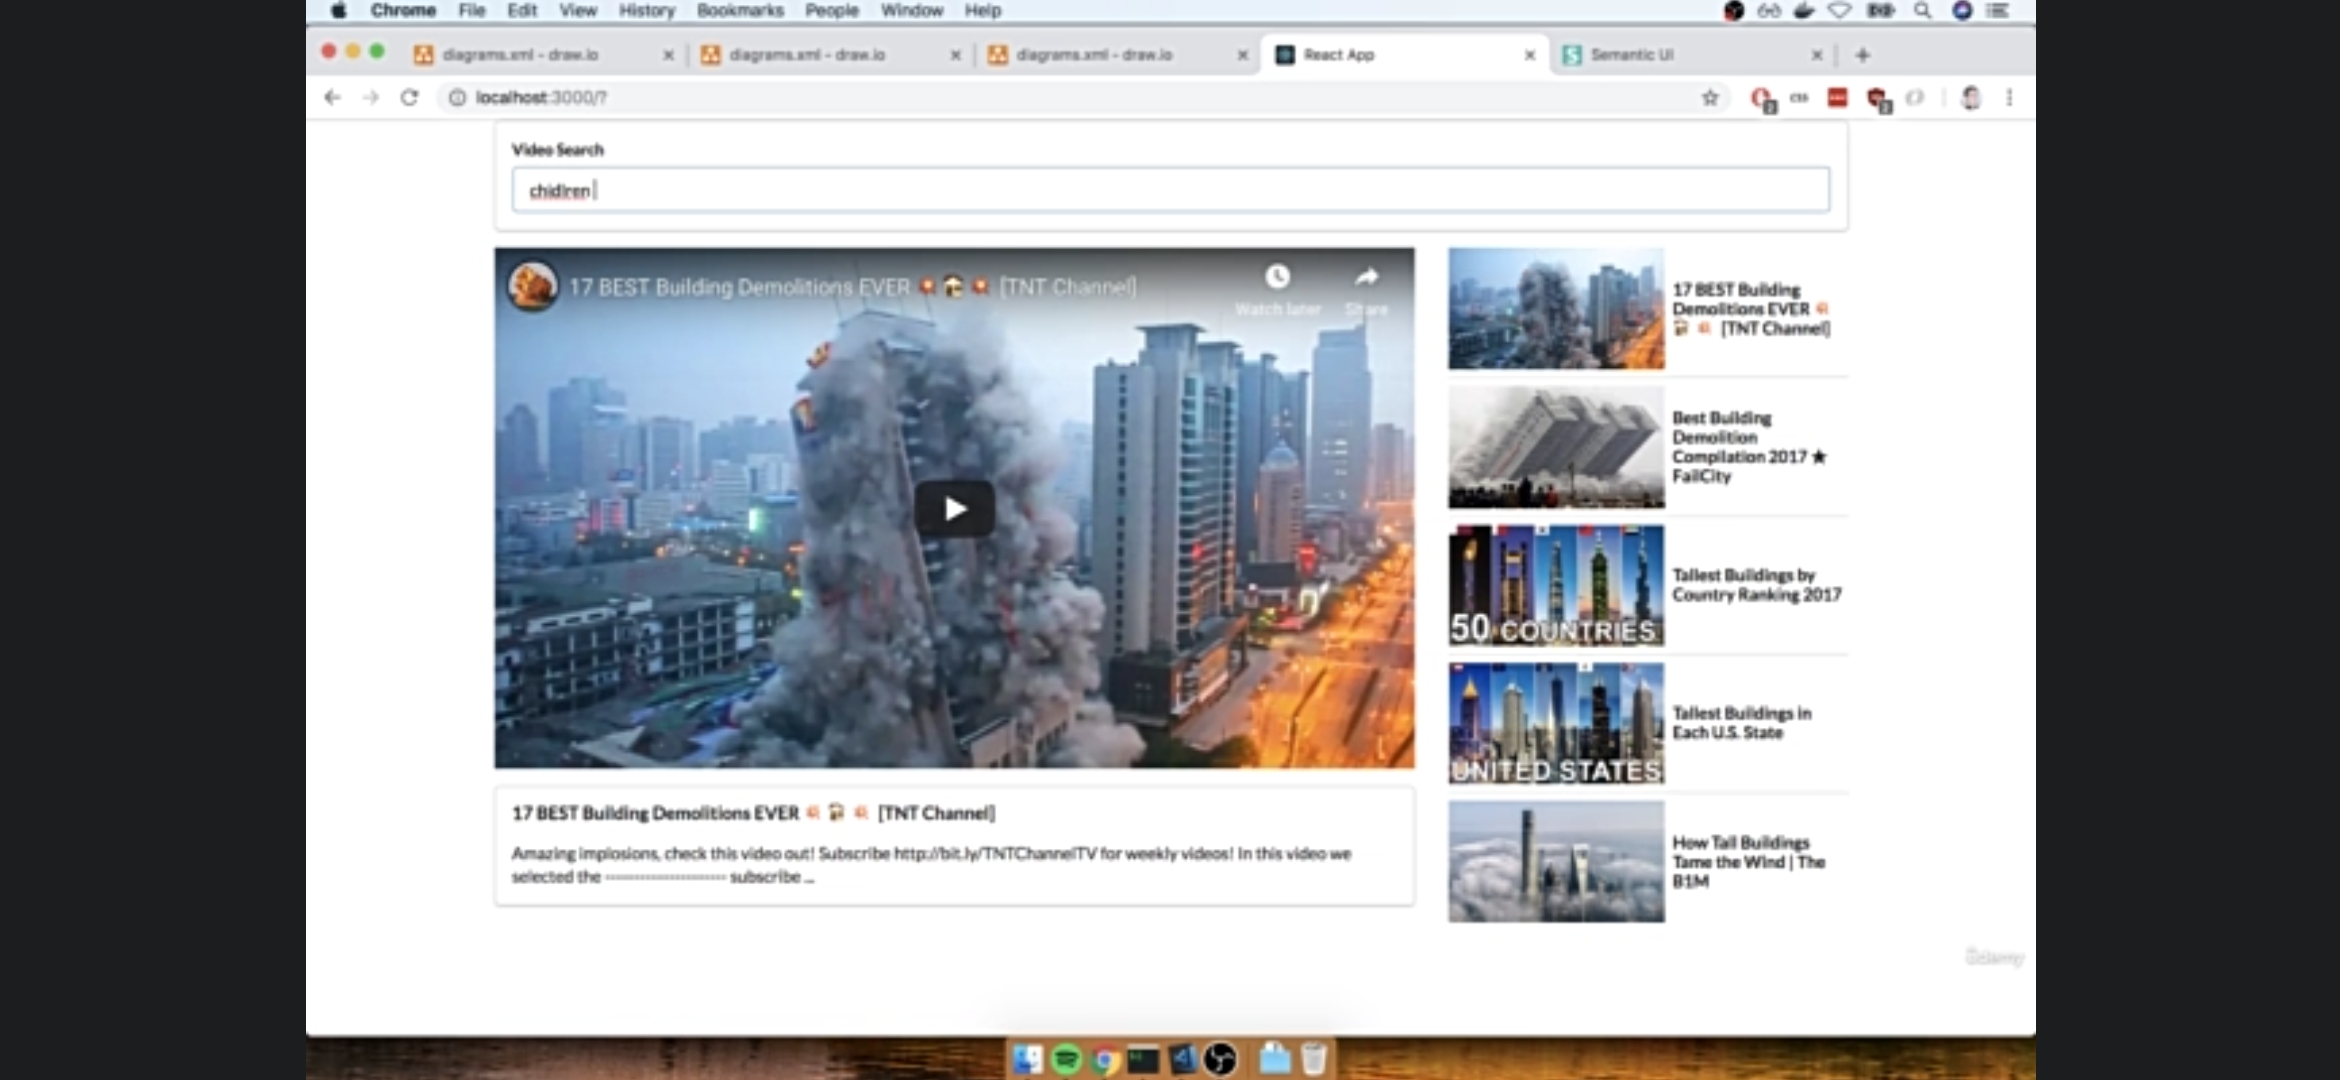 Chrome File Edit View History Bookmarks People Window Help
diagrams.xml - draw.io
diagrams.xml - draw.io
diagrams.xml - draw.io
React App
Semantic UI
localhost:3000/?
Video Search
chidlren
17 BEST Building Demolitions EVER 💥 🏚 💥 [TNT Channel]
Watch later
Share
17 BEST Building
Demolitions EVER 💥
🏚 💥 [TNT Channel]
Best Building
Demolition
Compilation 2017 ★
FailCity
50 COUNTRIES
Tallest Buildings by
Country Ranking 2017
UNITED STATES
Tallest Buildings in
Each U.S. State
How Tall Buildings
Tame the Wind | The
B1M
17 BEST Building Demolitions EVER 💥 🏚 💥 [TNT Channel]
Amazing implosions, check this video out! Subscribe http://bit.ly/TNTChannelTV for weekly videos! In this video we
selected the ------------------------ subscribe ...
Udemy